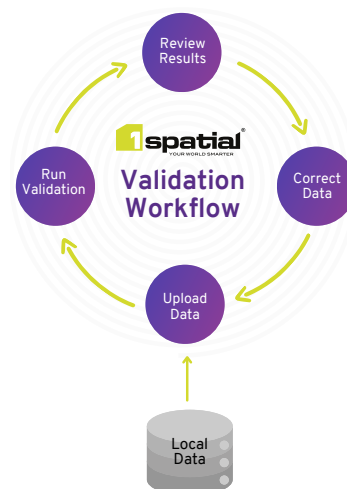 Review
Results
1spatial®
YOUR WORLD SMARTER
Validation
Workflow
Run
Validation
Correct
Data
Upload
Data
Local
Data